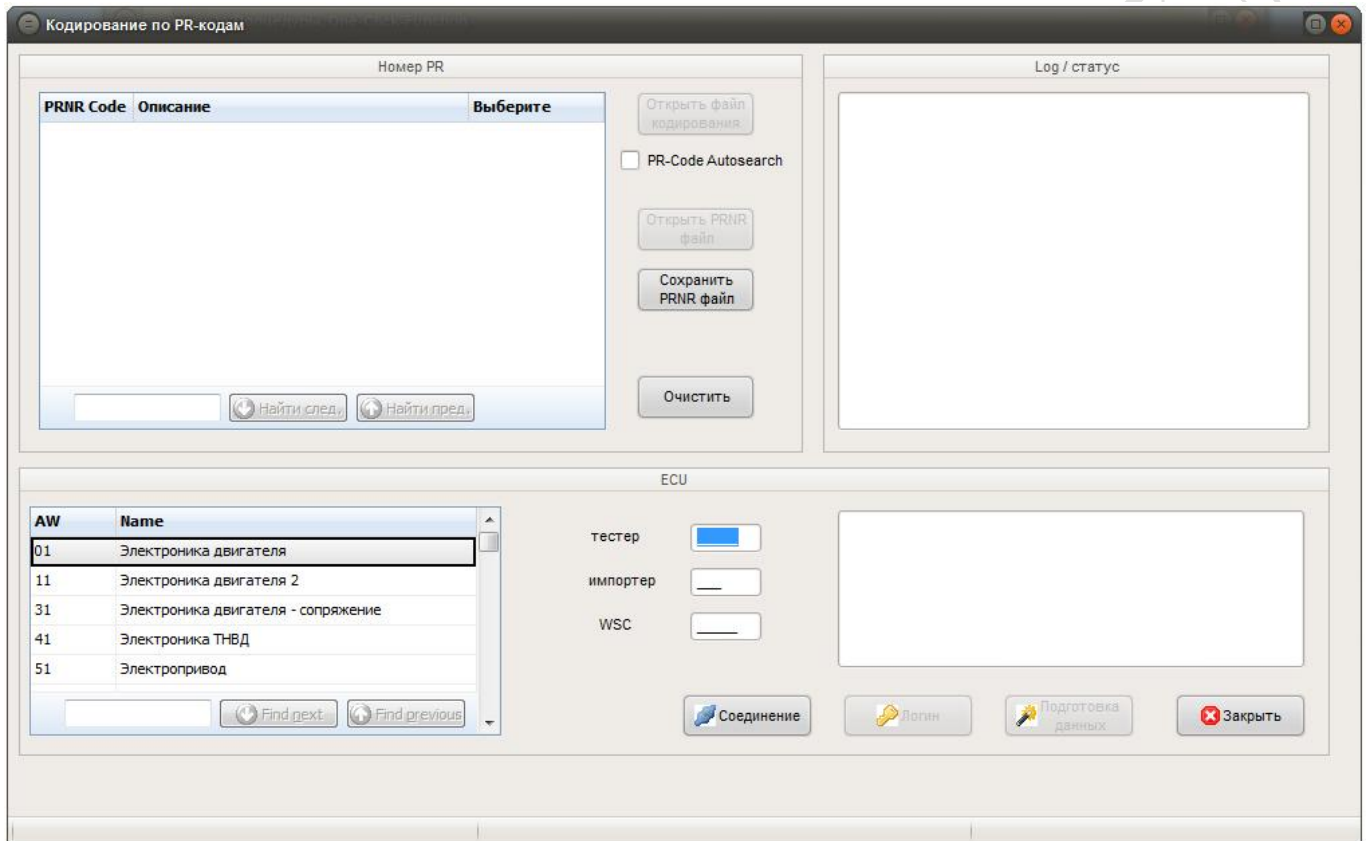 Кодирование по PR-кодам
Номер PR
Log / статус
PRNR Code Описание Выберите
Открыть файл
кодирования
PR-Code Autosearch
Открыть PRNR
файл
Сохранить
PRNR файл
Очистить
Найти след.
Найти пред.
ECU
AW Name
01 Электроника двигателя
11 Электроника двигателя 2
31 Электроника двигателя - сопряжение
41 Электроника ТНВД
51 Электропривод
Find next
Find previous
тестер
импортер
WSC
Соединение
Логин
Подготовка
данных
Закрыть